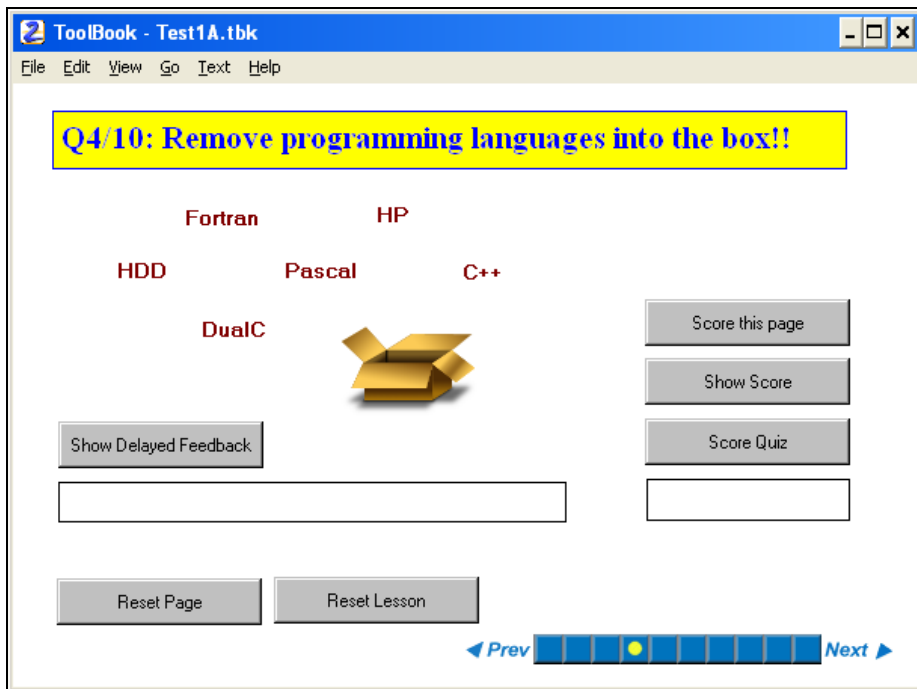 ToolBook - Test1A.tbk
File Edit View Go Text Help
Q4/10: Remove programming languages into the box!!
Fortran HP
HDD Pascal C++
DualC
Score this page
Show Score
Show Delayed Feedback Score Quiz
Reset Page Reset Lesson
Prev Next